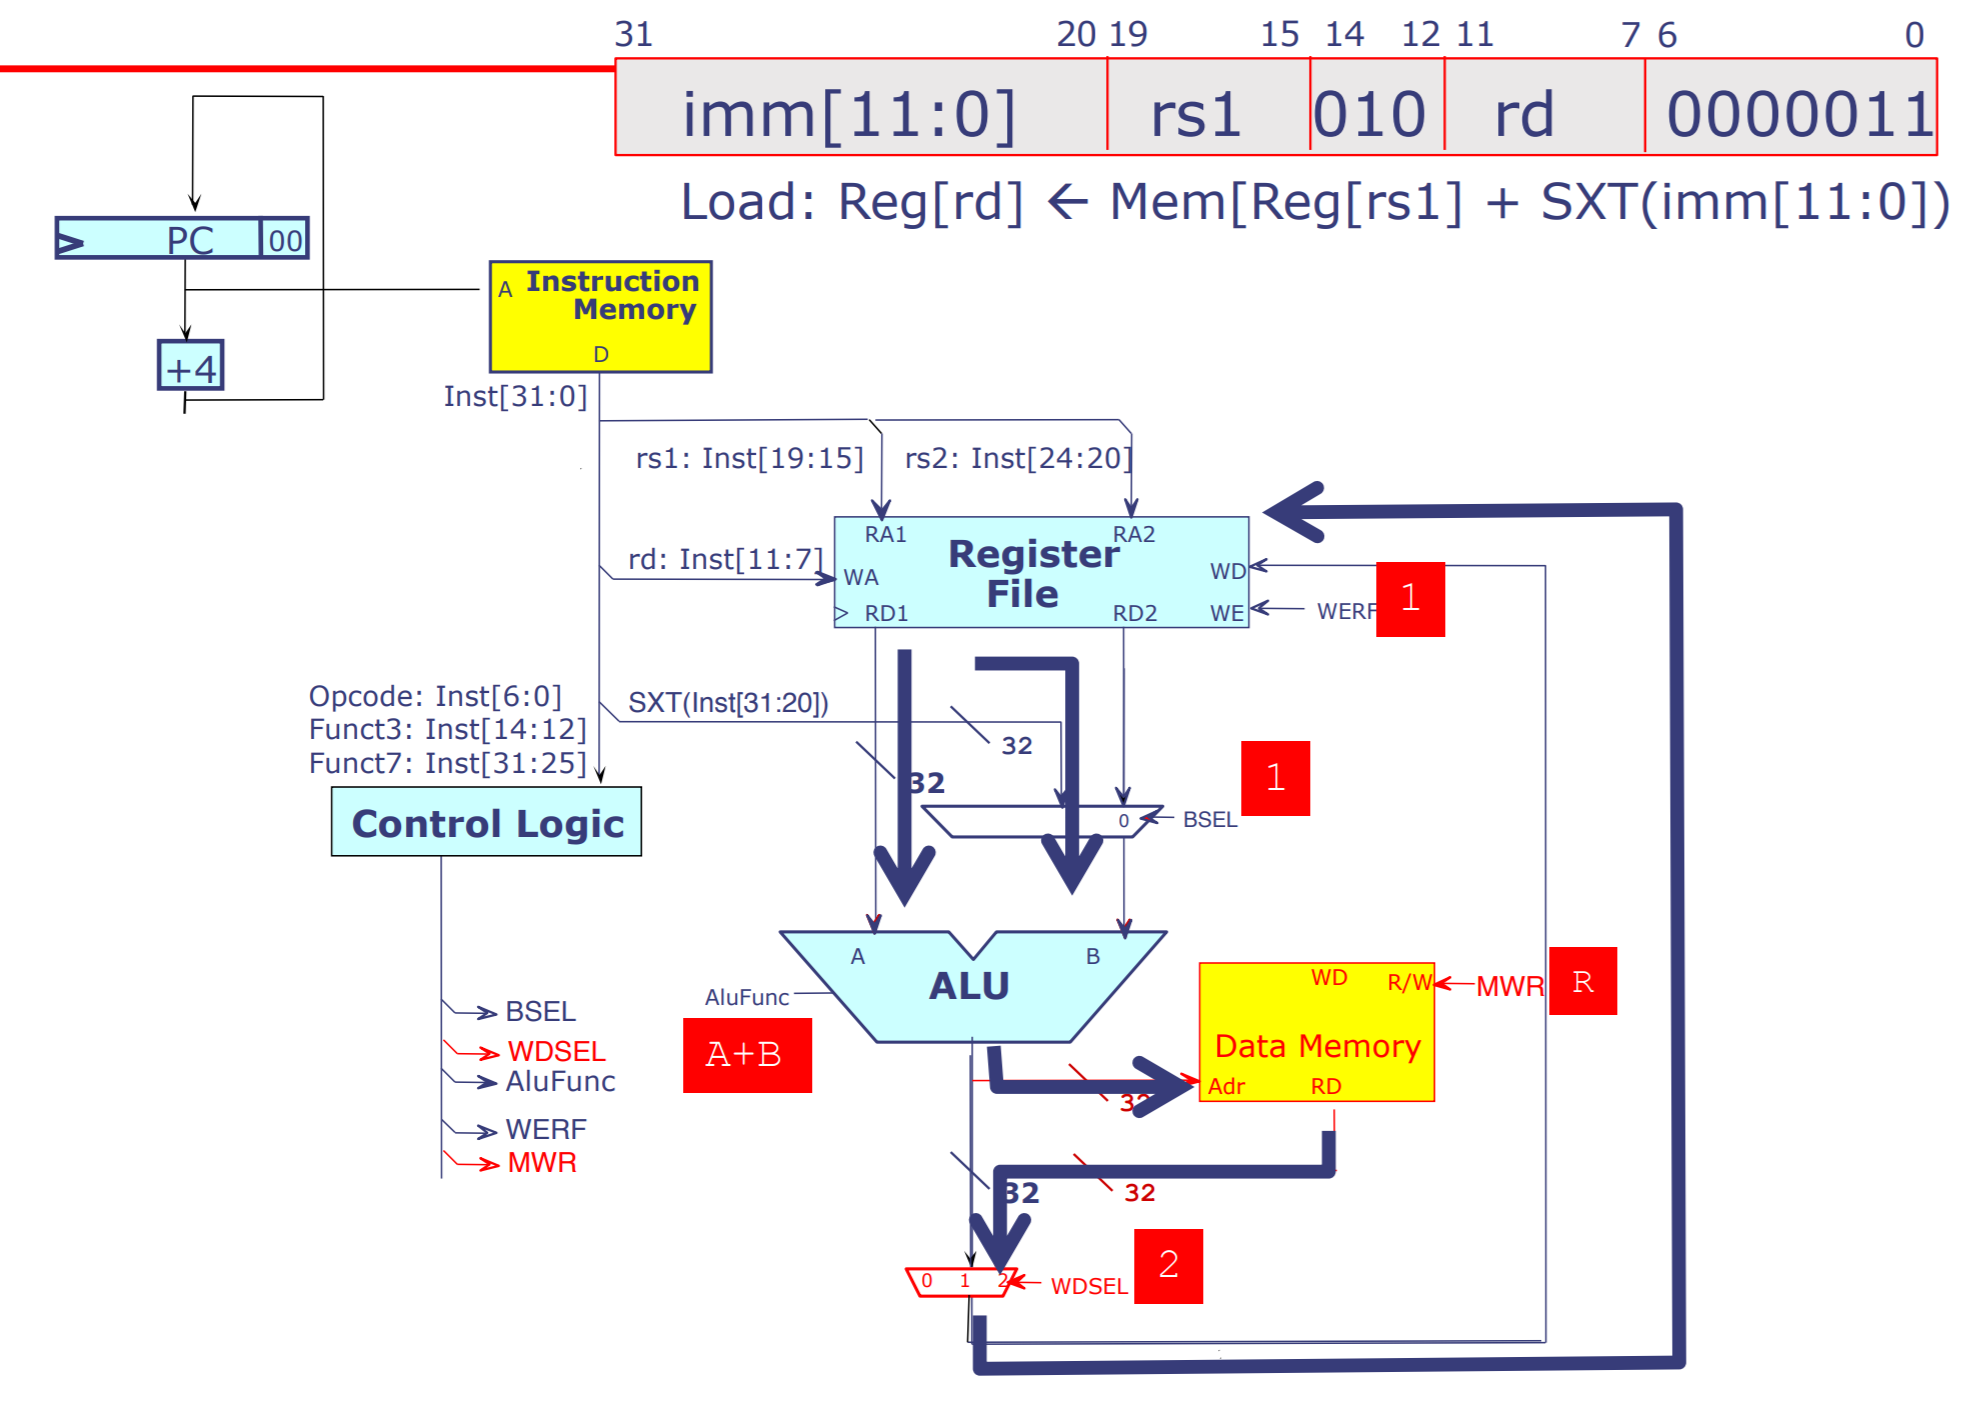 31 20 19 15 14 12 11 7 6 0
imm[11:0] rs1 010 rd 0000011
Load: Reg[rd] ← Mem[Reg[rs1] + SXT(imm[11:0])
PC 00
A Instruction
Memory
D
+4
Inst[31:0]
rs1: Inst[19:15] rs2: Inst[24:20]
RA1 RA2
Register
File
rd: Inst[11:7]
WA
WD
RD1 RD2 WE
WERF 1
Opcode: Inst[6:0]
Funct3: Inst[14:12]
Funct7: Inst[31:25]
SXT(Inst[31:20])
32
32
1
0 BSEL
Control Logic
A B
ALU
AluFunc
A+B
WD R/W
MWR R
Data Memory
Adr RD
32
BSEL
WDSEL
AluFunc
WERF
MWR
32 32
0 1 2
WDSEL 2